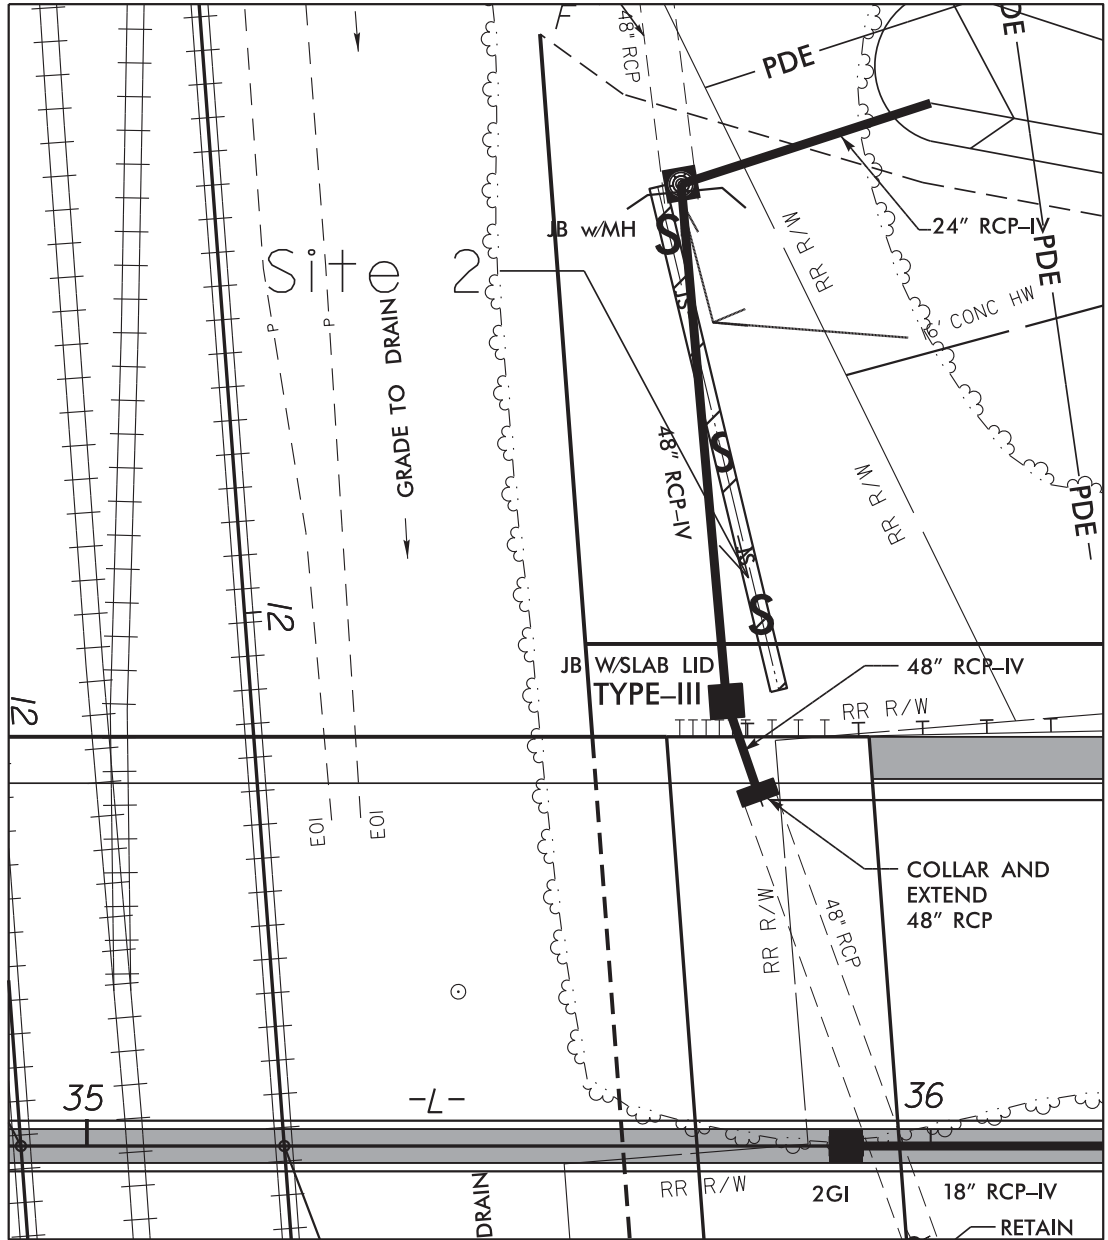 48" RCP
PDE
PDE
JB w/MH
S
24" RCP-IV
RR R/W
PDE
Site 2
P
P
GRADE TO DRAIN
6' CONC HW
48" RCP-IV
S
RR R/W
PDE
S
12
12
JB W/SLAB LID
TYPE-III
48" RCP-IV
RR R/W
EOI
EOI
COLLAR AND
EXTEND
48" RCP
RR R/W
48" RCP
35
-L-
36
RR R/W
2GI
18" RCP-IV
DRAIN
RETAIN